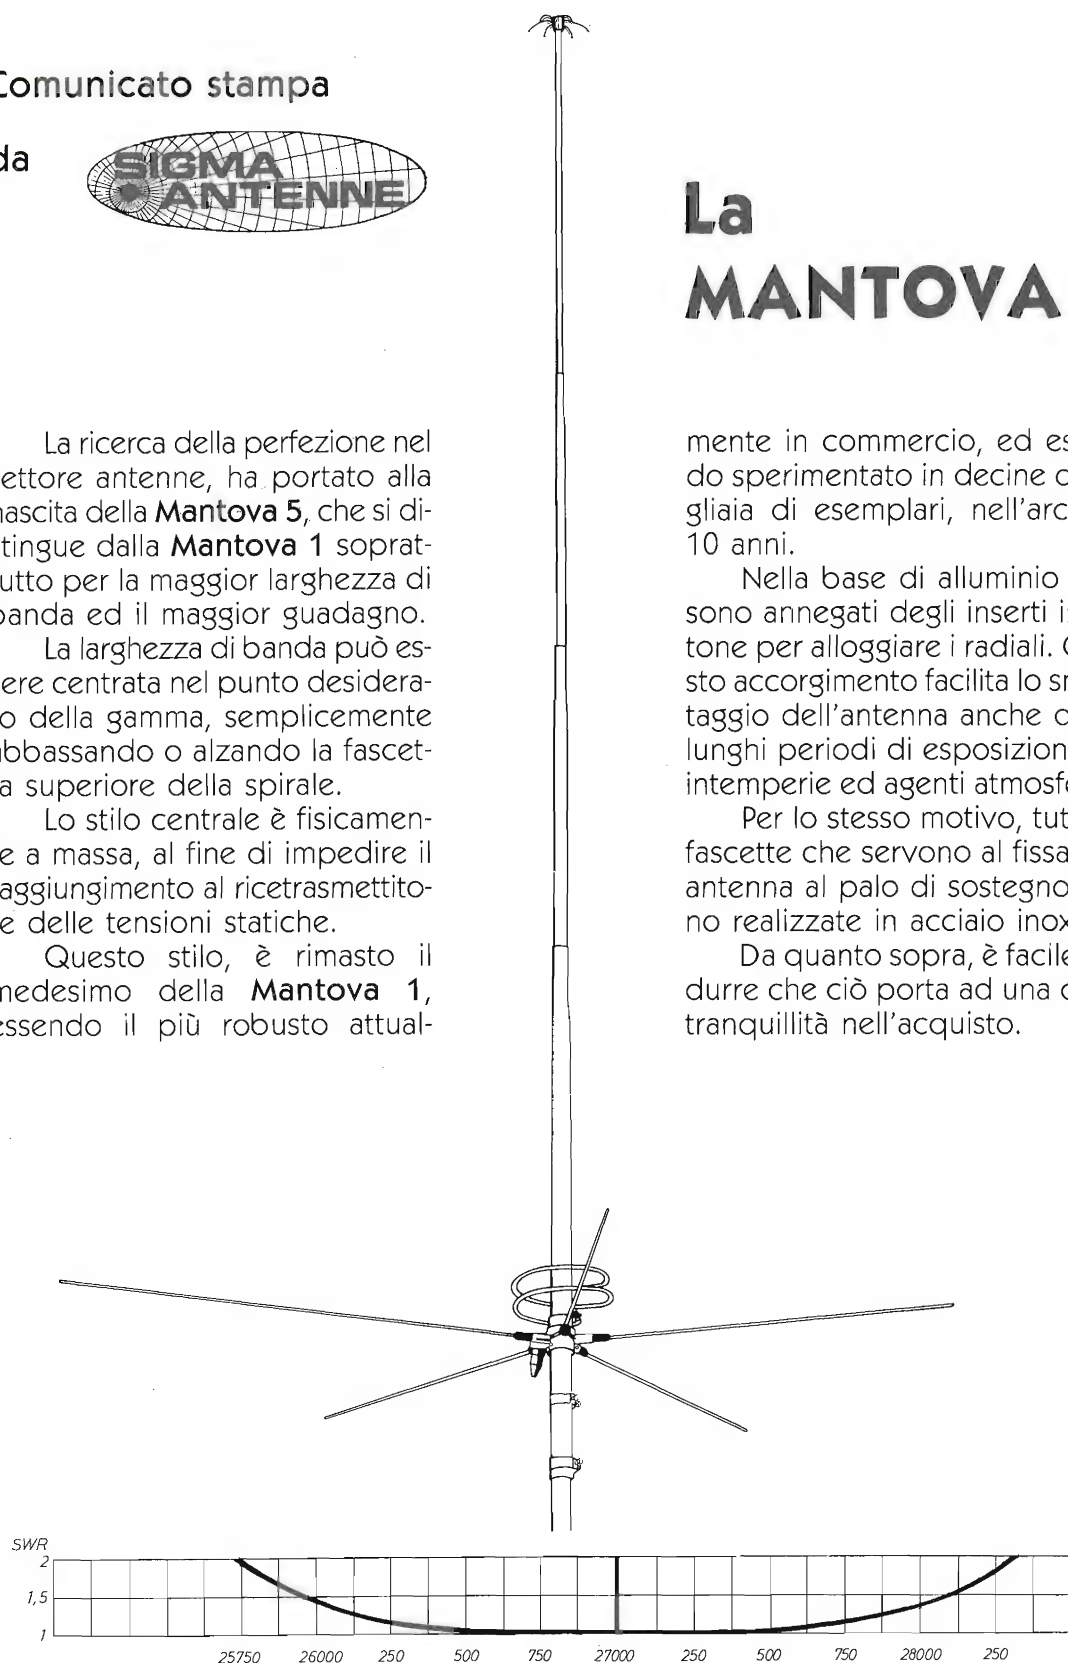 Comunicato stampa
da
SIGMA
ANTENNE
La
MANTOVA
La ricerca della perfezione nel
settore antenne, ha portato alla
nascita della Mantova 5, che si di-
stingue dalla Mantova 1 soprat-
tutto per la maggior larghezza di
banda ed il maggior guadagno.
La larghezza di banda può es-
sere centrata nel punto desidera-
to della gamma, semplicemente
abbassando o alzando la fascet-
ta superiore della spirale.
Lo stilo centrale è fisicamen-
te a massa, al fine di impedire il
raggiungimento al ricetrasmettito-
re delle tensioni statiche.
Questo stilo, è rimasto il
medesimo della Mantova 1,
essendo il più robusto attual-
mente in commercio, ed es
do sperimentato in decine
gliaia di esemplari, nell'arc
10 anni.
Nella base di alluminio
sono annegati degli inserti
tone per alloggiare i radiali.
sto accorgimento facilita lo
taggio dell'antenna anche
lunghi periodi di esposizion
intemperie ed agenti atmosfe
Per lo stesso motivo, tut
fascette che servono al fissa
antenna al palo di sostegno
no realizzate in acciaio inox
Da quanto sopra, è facile
durre che ciò porta ad una
tranquillità nell'acquisto.
SWR
2
1,5
1
25750 26000 250 500 750 27000 250 500 750 28000 250